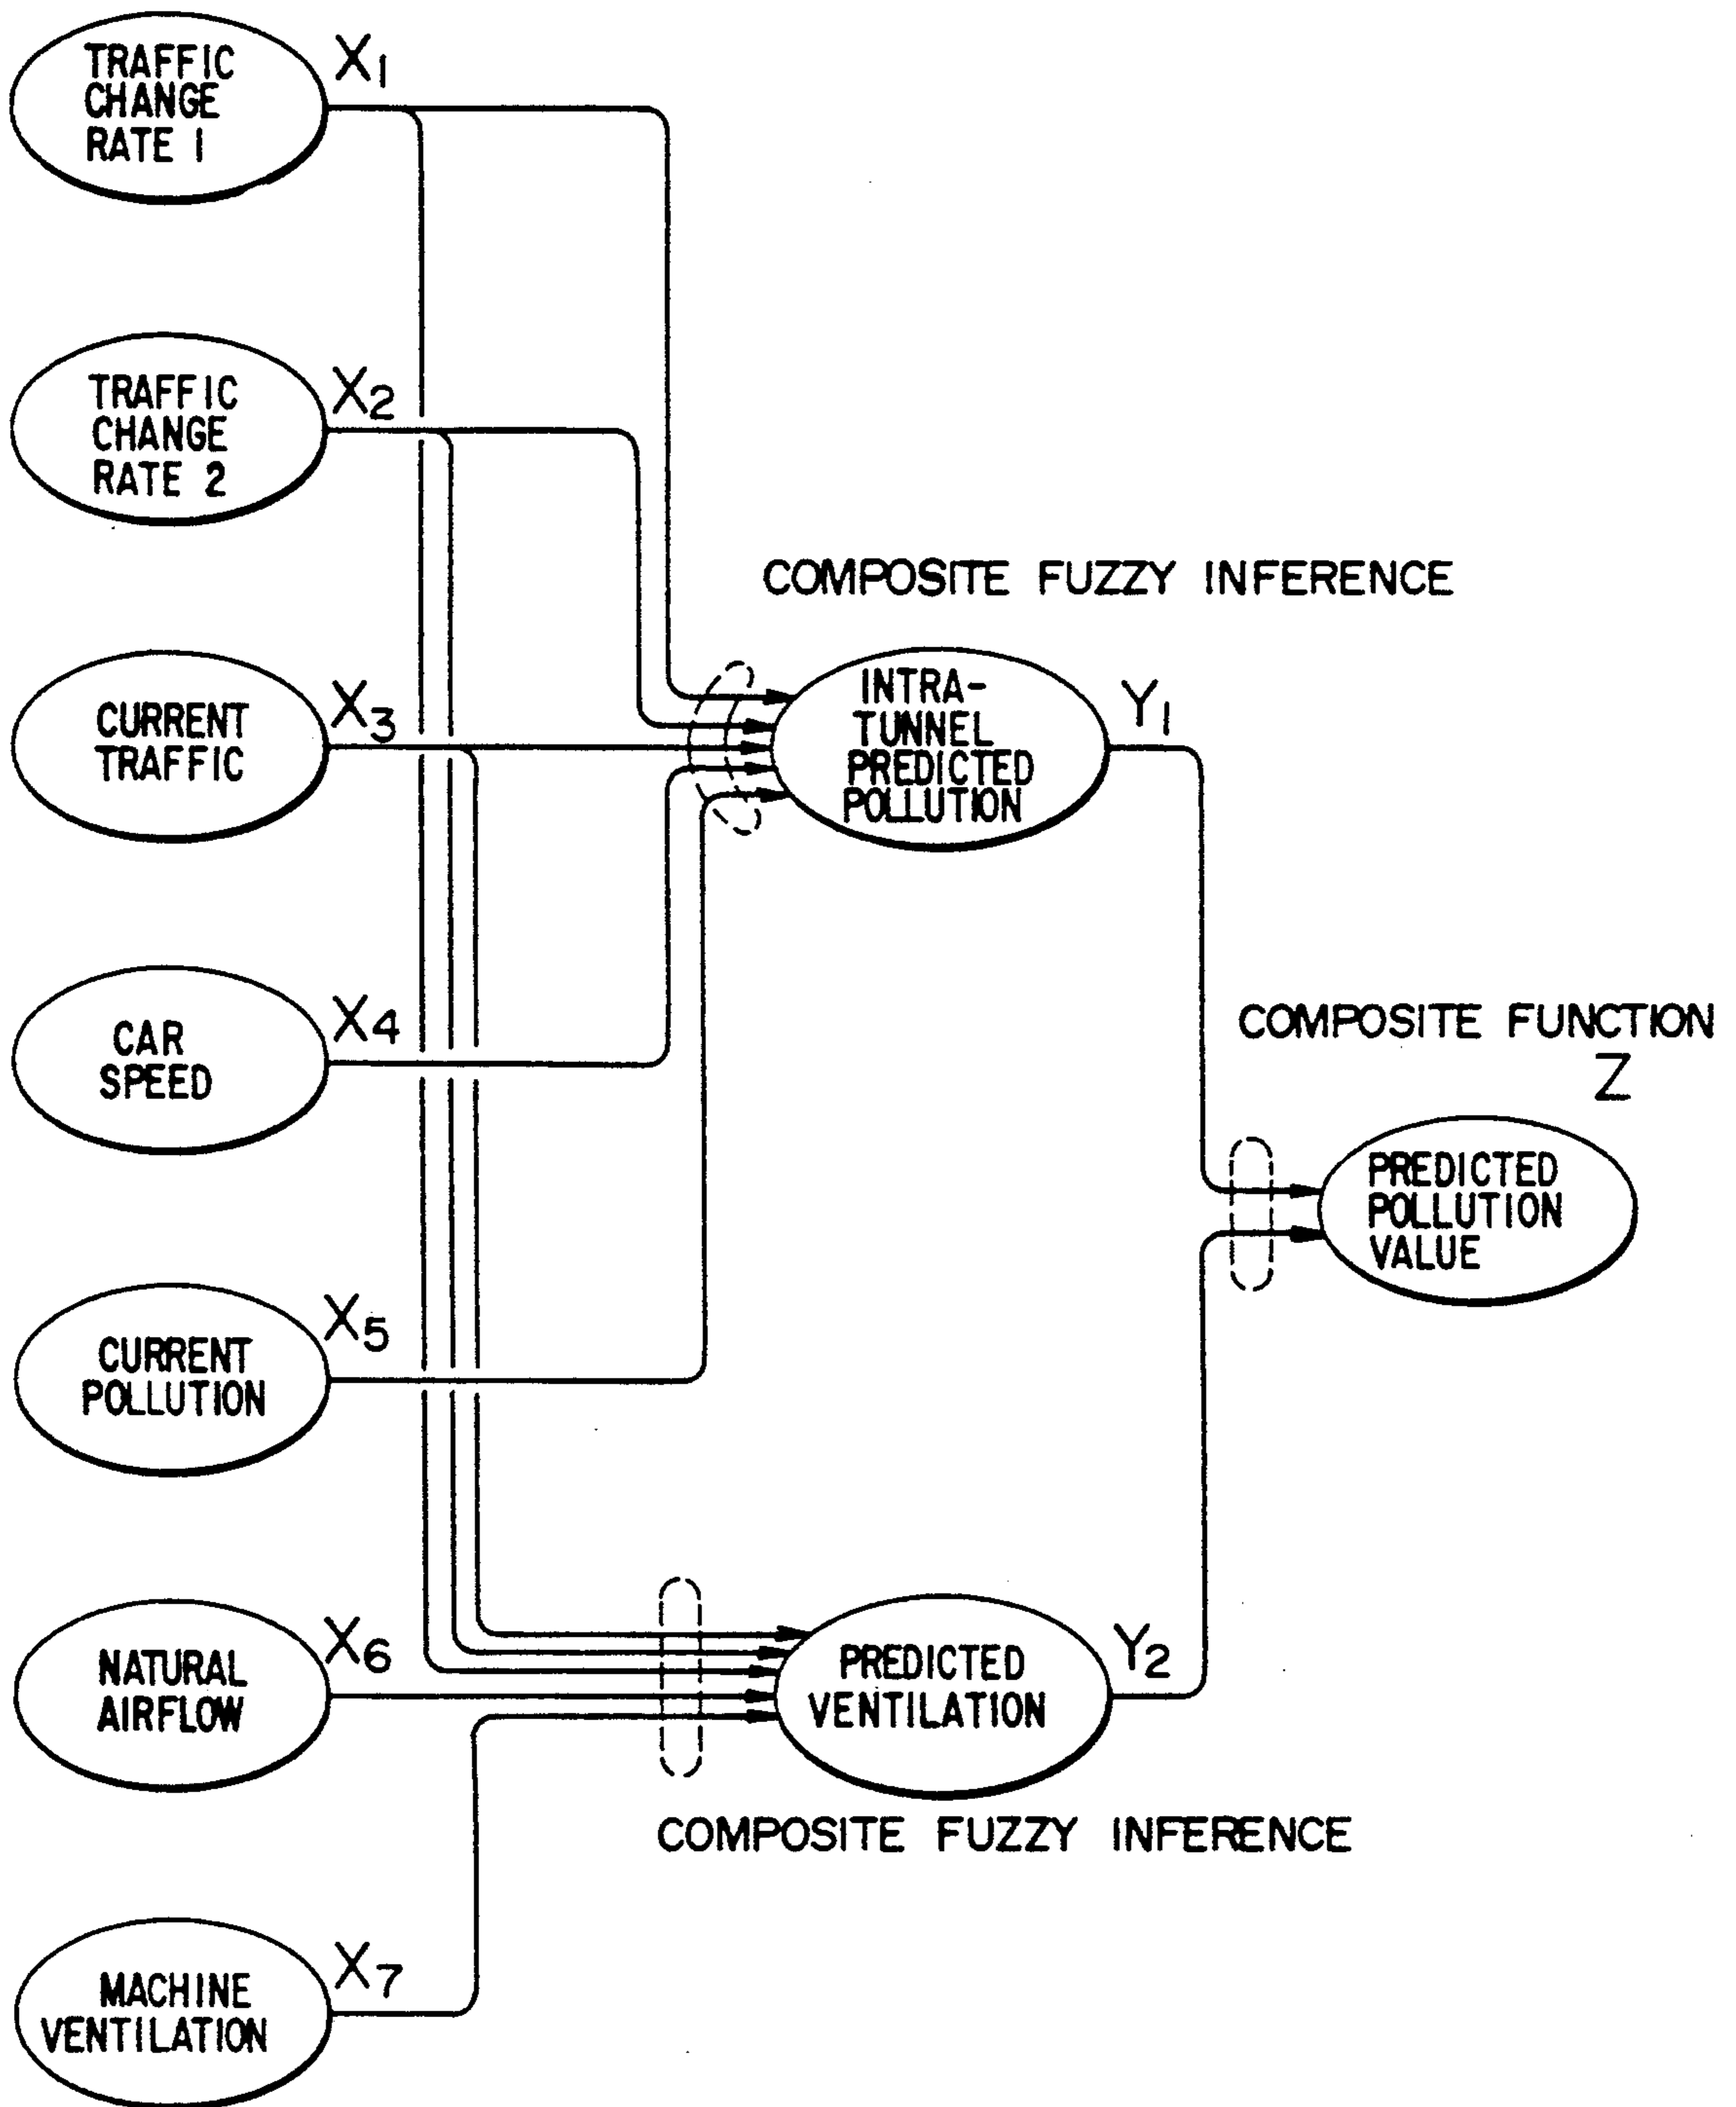 TRAFFIC
CHANGE
RATE 1
X1
TRAFFIC
CHANGE
RATE 2
X2
COMPOSITE FUZZY INFERENCE
CURRENT
TRAFFIC
X3
INTRA-
TUNNEL
PREDICTED
POLLUTION
Y1
CAR
SPEED
X4
COMPOSITE FUNCTION
Z
PREDICTED
POLLUTION
VALUE
CURRENT
POLLUTION
X5
NATURAL
AIRFLOW
X6
PREDICTED
VENTILATION
Y2
COMPOSITE FUZZY INFERENCE
MACHINE
VENTILATION
X7